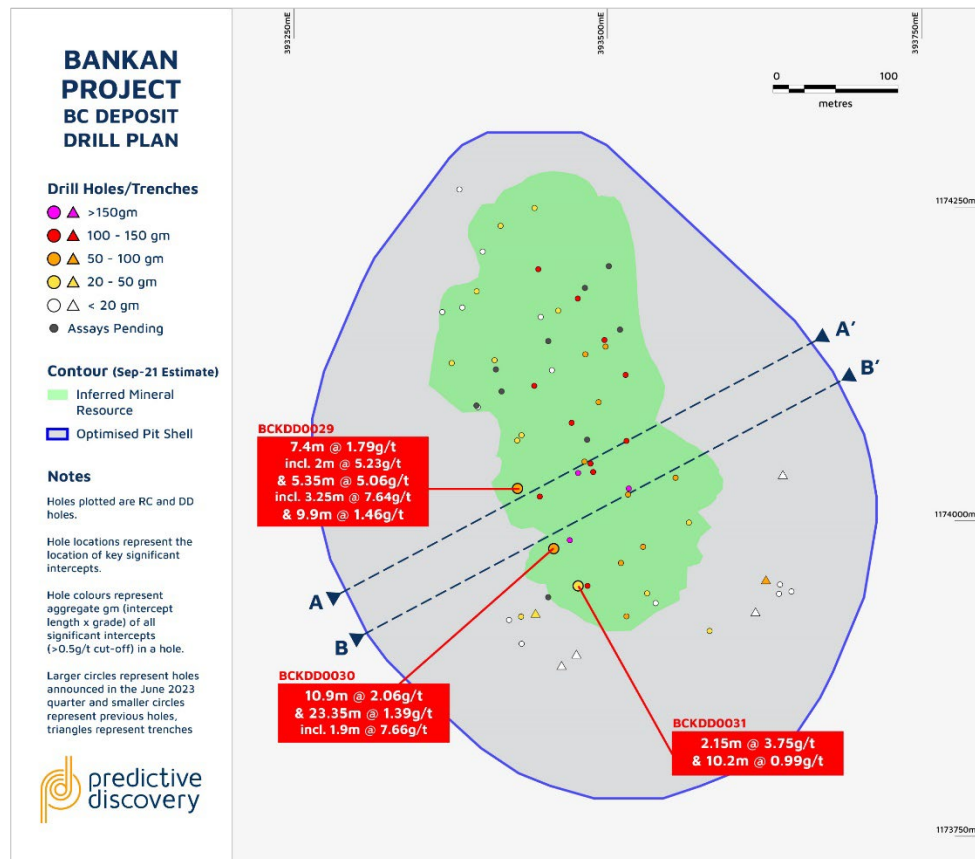 BANKAN
PROJECT
BC DEPOSIT
DRILL PLAN
Drill Holes/Trenches
>150gm
100 - 150 gm
50 - 100 gm
20 - 50 gm
< 20 gm
Assays Pending
Contour (Sep-21 Estimate)
Inferred Mineral
Resource
Optimised Pit Shell
Notes
Holes plotted are RC and DD
holes.
Hole locations represent the
location of key significant
intercepts.
Hole colours represent
aggregate gm (intercept
length x grade) of all
significant intercepts
(>0.5g/t cut-off) in a hole.
Larger circles represent holes
announced in the June 2023
quarter and smaller circles
represent previous holes,
triangles represent trenches
predictive
discovery
393250mE
393500mE
393750mE
0 100
metres
1174250m
1174000m
1173750m
A'
B'
A
B
BCKDD0029
7.4m @ 1.79g/t
incl. 2m @ 5.23g/t
& 5.35m @ 5.06g/t
incl. 3.25m @ 7.64g/t
& 9.9m @ 1.46g/t
BCKDD0030
10.9m @ 2.06g/t
& 23.35m @ 1.39g/t
incl. 1.9m @ 7.66g/t
BCKDD0031
2.15m @ 3.75g/t
& 10.2m @ 0.99g/t